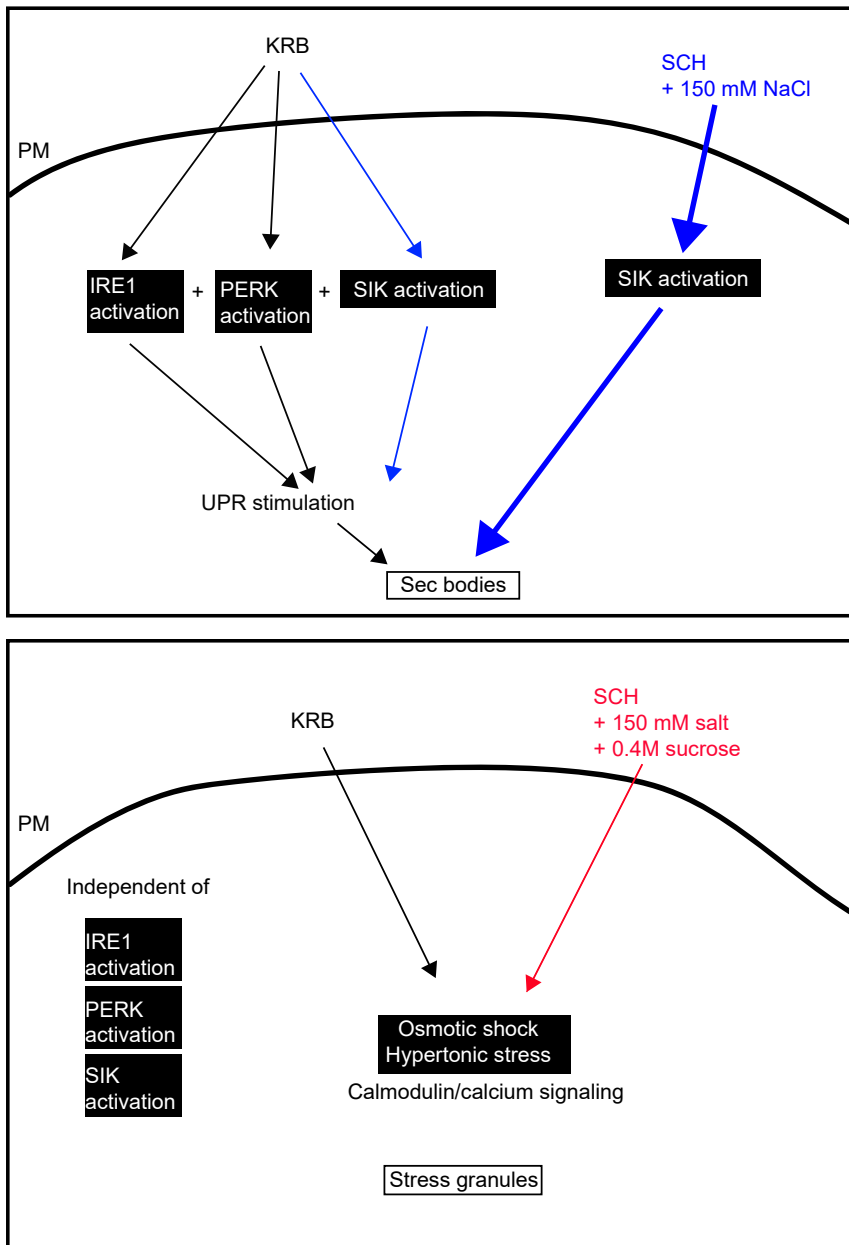 KRB
SCH
+ 150 mM NaCl
PM
IRE1
activation
+
PERK
activation
+
SIK activation
SIK activation
UPR stimulation
Sec bodies
KRB
SCH
+ 150 mM salt
+ 0.4M sucrose
PM
Independent of
IRE1
activation
PERK
activation
SIK
activation
Osmotic shock
Hypertonic stress
Calmodulin/calcium signaling
Stress granules